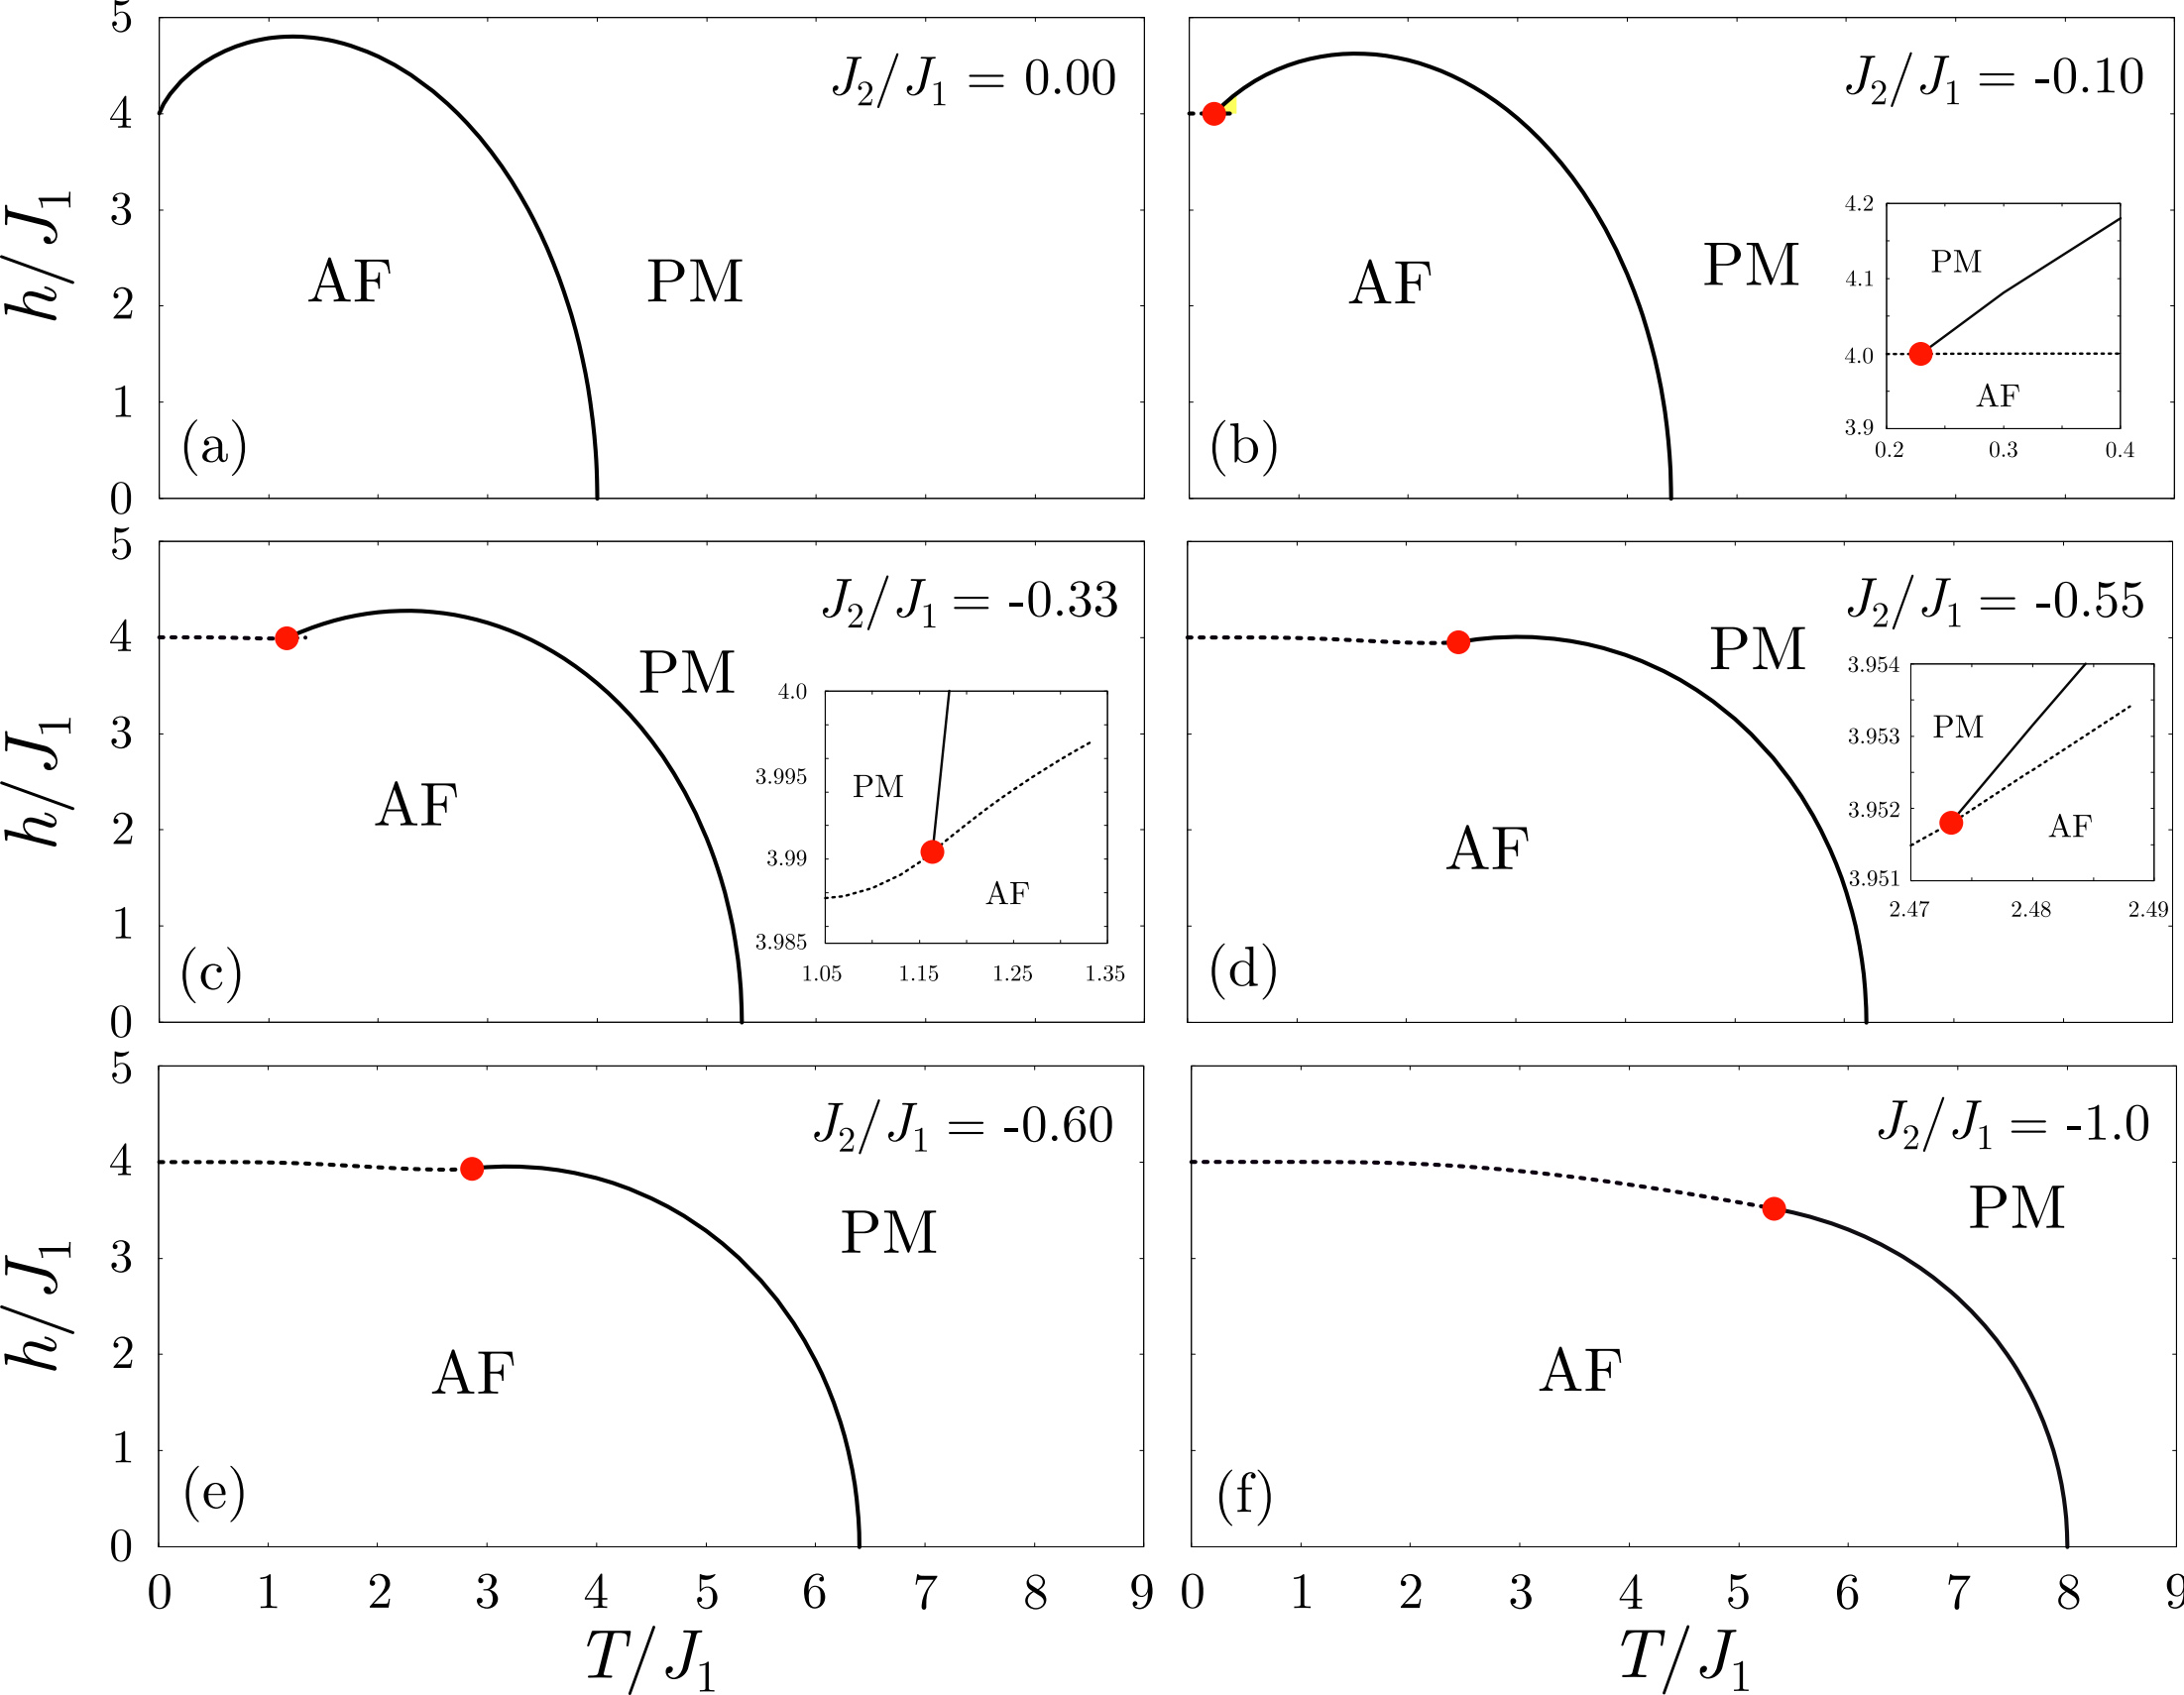 J2/J1 = 0.00
h/J1
5
4
3
2
1
0
AF
PM
(a)
J2/J1 = -0.10
AF
PM
(b)
4.2
4.1
4.0
3.9
PM
AF
0.2 0.3 0.4
J2/J1 = -0.33
h/J1
5
4
3
2
1
0
PM
AF
(c)
4.0
3.995
3.99
3.985
PM
AF
1.05 1.15 1.25 1.35
J2/J1 = -0.55
PM
AF
(d)
3.954
3.953
3.952
3.951
PM
AF
2.47 2.48 2.49
J2/J1 = -0.60
h/J1
5
4
3
2
1
0
PM
AF
(e)
0 1 2 3 4 5 6 7 8 9
T/J1
J2/J1 = -1.0
PM
AF
(f)
0 1 2 3 4 5 6 7 8 9
T/J1